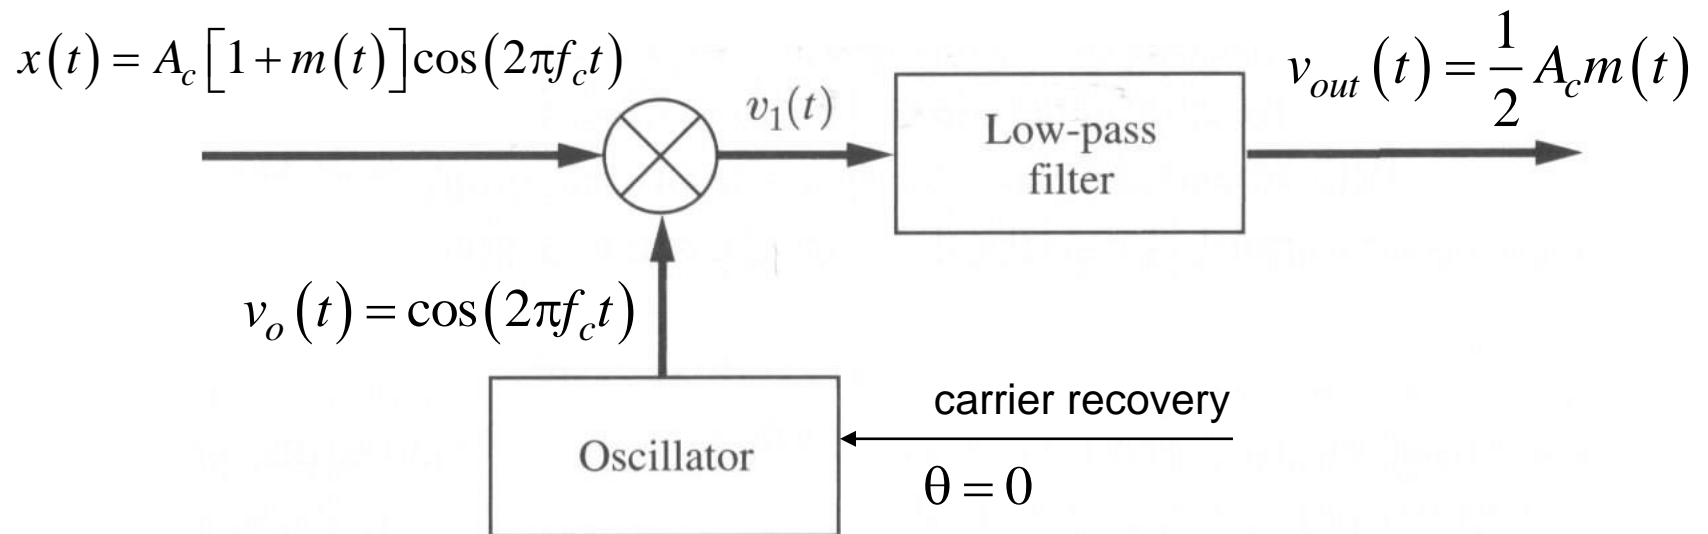 x(t) = A_c[1+m(t)]cos(2πf_ct)
v_1(t)
Low-pass
filter
v_out(t) = 1/2 A_c m(t)
v_o(t) = cos(2πf_ct)
Oscillator
carrier recovery
θ = 0